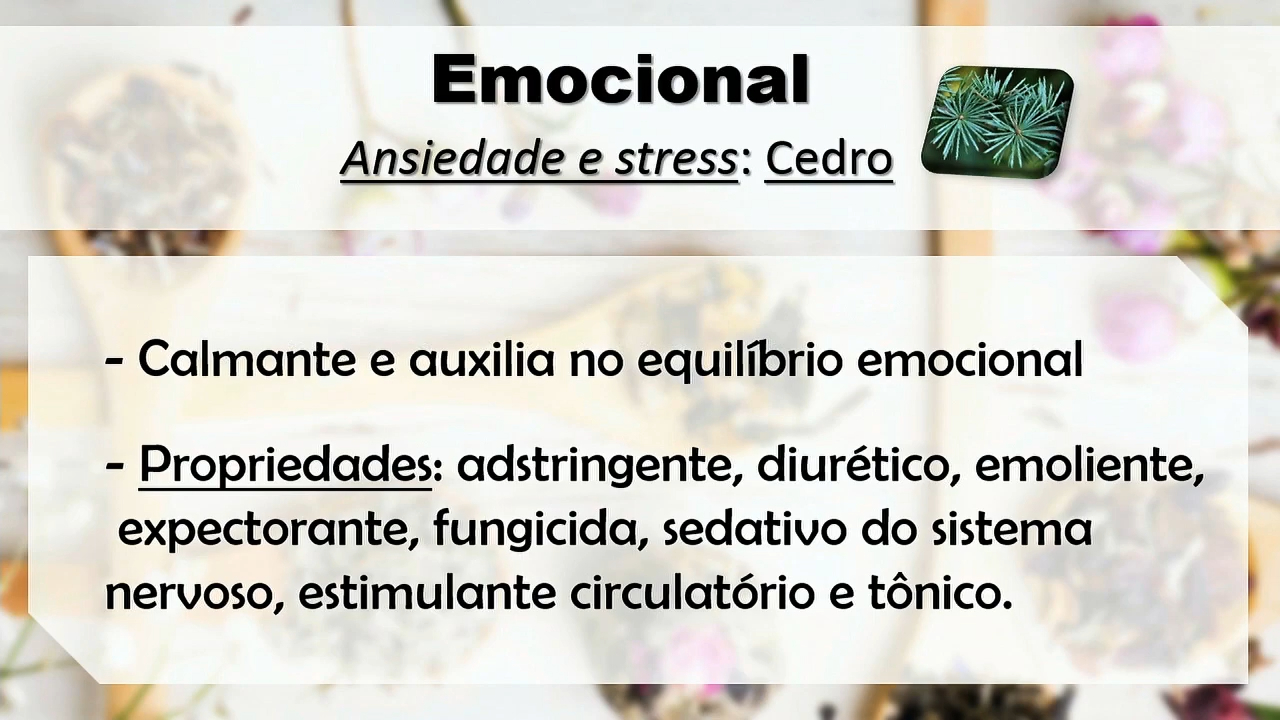 Emocional
Ansiedade e stress: Cedro
- Calmante e auxilia no equilíbrio emocional
- Propriedades: adstringente, diurético, emoliente,
expectorante, fungicida, sedativo do sistema
nervoso, estimulante circulatório e tônico.